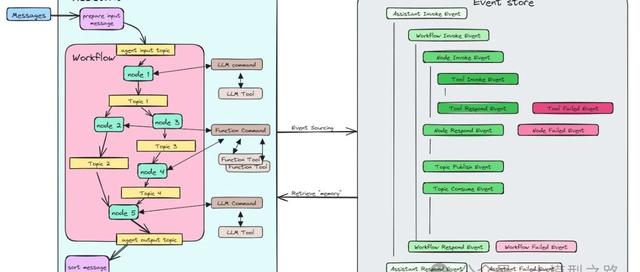 Event store
Messages
prepare input
message
Workflow
agent input topic
node 1
LLM command
LLM Tool
Topic 1
node 2
node 3
Function Command
Topic 3
Function Tool
Function Tool
Topic 2
node 4
Topic 4
node 5
LLM Command
LLM Tool
agent output topic
sort message
Event Sourcing
Retrieve "memory"
Assistant Invoke Event
Workflow Invoke Event
Node Invoke Event
Tool Invoke Event
Tool Respond Event
Tool Failed Event
Node Respond Event
Node Failed Event
Topic Publish Event
Topic Consume Event
Workflow Respond Event
Workflow Failed Event
Assistant Respond Event
Assistant Failed Event
模型之路